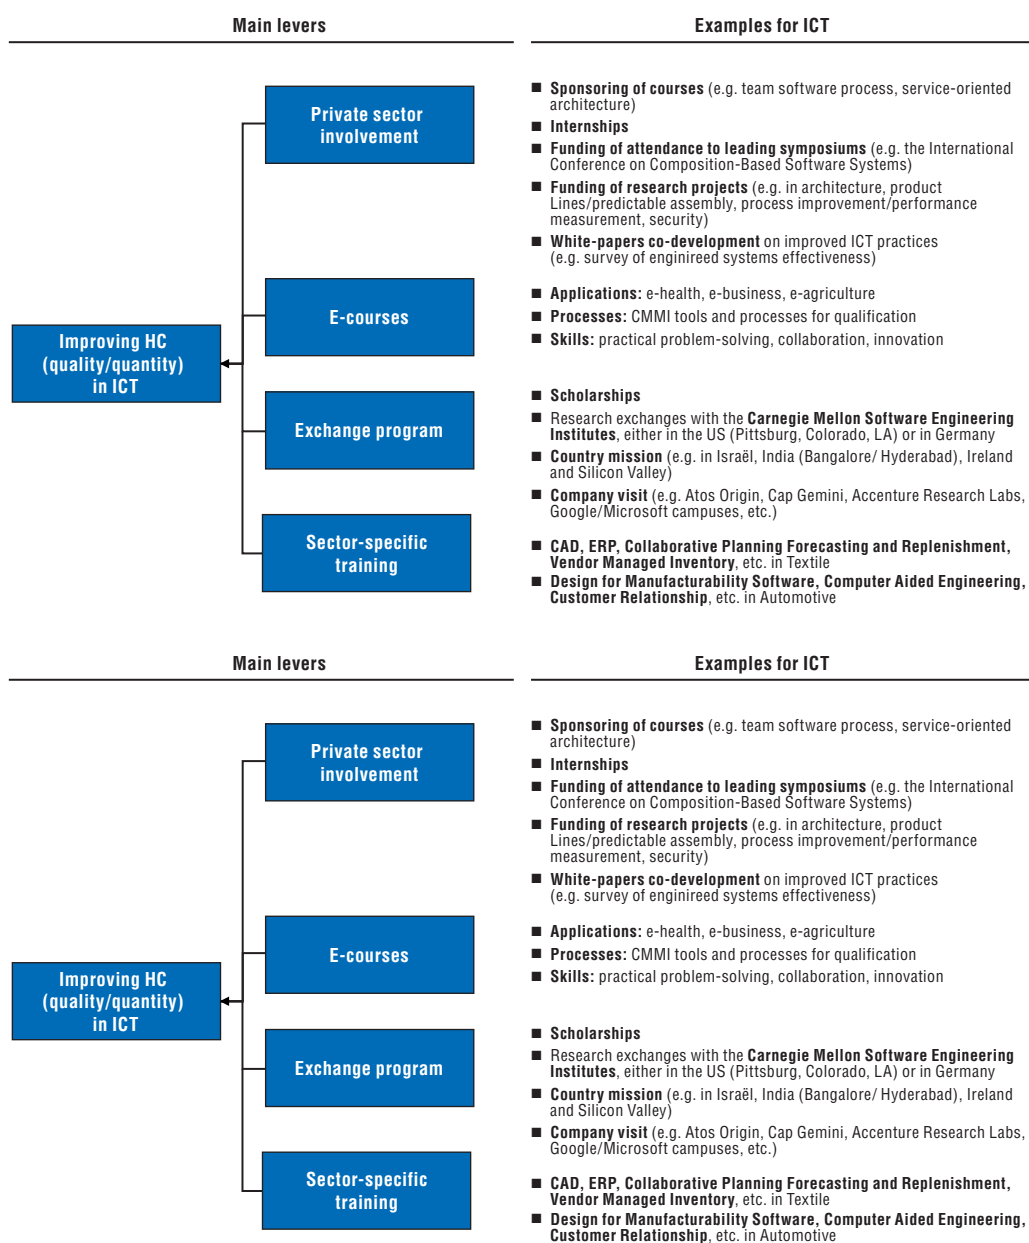 Main levers
Examples for ICT
Private sector
involvement
■ Sponsoring of courses (e.g. team software process, service-oriented
architecture)
■ Internships
■ Funding of attendance to leading symposiums (e.g. the International
Conference on Composition-Based Software Systems)
■ Funding of research projects (e.g. in architecture, product
Lines/predictable assembly, process improvement/performance
measurement, security)
■ White-papers co-development on improved ICT practices
(e.g. survey of enginireed systems effectiveness)
E-courses
■ Applications: e-health, e-business, e-agriculture
■ Processes: CMMI tools and processes for qualification
■ Skills: practical problem-solving, collaboration, innovation
Improving HC
(quality/quantity)
in ICT
Exchange program
■ Scholarships
■ Research exchanges with the Carnegie Mellon Software Engineering
Institutes, either in the US (Pittsburg, Colorado, LA) or in Germany
■ Country mission (e.g. in Israël, India (Bangalore/ Hyderabad), Ireland
and Silicon Valley)
■ Company visit (e.g. Atos Origin, Cap Gemini, Accenture Research Labs,
Google/Microsoft campuses, etc.)
Sector-specific
training
■ CAD, ERP, Collaborative Planning Forecasting and Replenishment,
Vendor Managed Inventory, etc. in Textile
■ Design for Manufacturability Software, Computer Aided Engineering,
Customer Relationship, etc. in Automotive
Main levers
Examples for ICT
Private sector
involvement
■ Sponsoring of courses (e.g. team software process, service-oriented
architecture)
■ Internships
■ Funding of attendance to leading symposiums (e.g. the International
Conference on Composition-Based Software Systems)
■ Funding of research projects (e.g. in architecture, product
Lines/predictable assembly, process improvement/performance
measurement, security)
■ White-papers co-development on improved ICT practices
(e.g. survey of enginireed systems effectiveness)
E-courses
■ Applications: e-health, e-business, e-agriculture
■ Processes: CMMI tools and processes for qualification
■ Skills: practical problem-solving, collaboration, innovation
Improving HC
(quality/quantity)
in ICT
Exchange program
■ Scholarships
■ Research exchanges with the Carnegie Mellon Software Engineering
Institutes, either in the US (Pittsburg, Colorado, LA) or in Germany
■ Country mission (e.g. in Israël, India (Bangalore/ Hyderabad), Ireland
and Silicon Valley)
■ Company visit (e.g. Atos Origin, Cap Gemini, Accenture Research Labs,
Google/Microsoft campuses, etc.)
Sector-specific
training
■ CAD, ERP, Collaborative Planning Forecasting and Replenishment,
Vendor Managed Inventory, etc. in Textile
■ Design for Manufacturability Software, Computer Aided Engineering,
Customer Relationship, etc. in Automotive